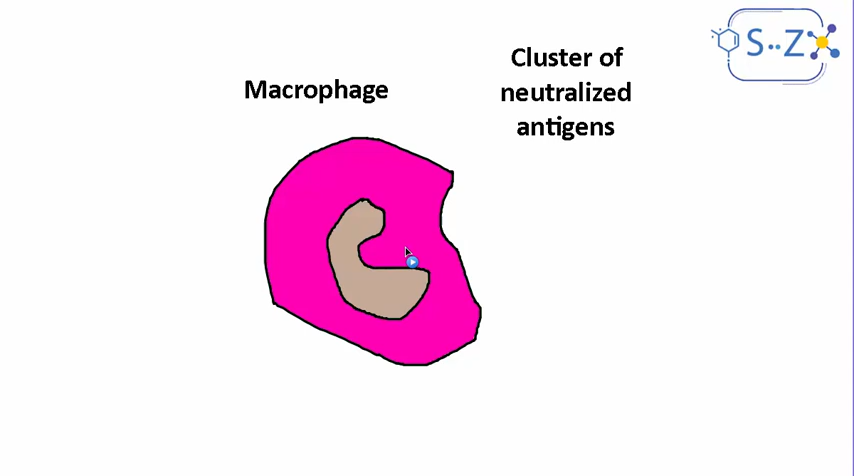 S..Z
Macrophage
Cluster of
neutralized
antigens